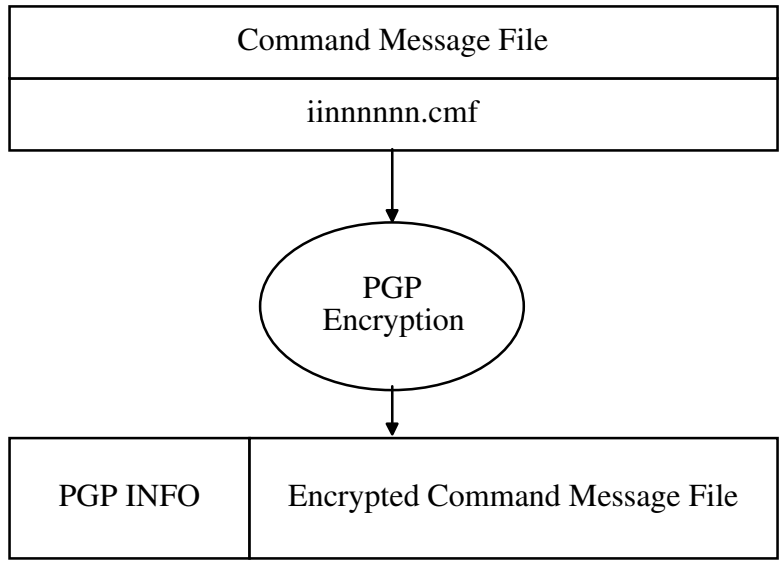 Command Message File
iinnnnnn.cmf
PGP
Encryption
PGP INFO
Encrypted Command Message File